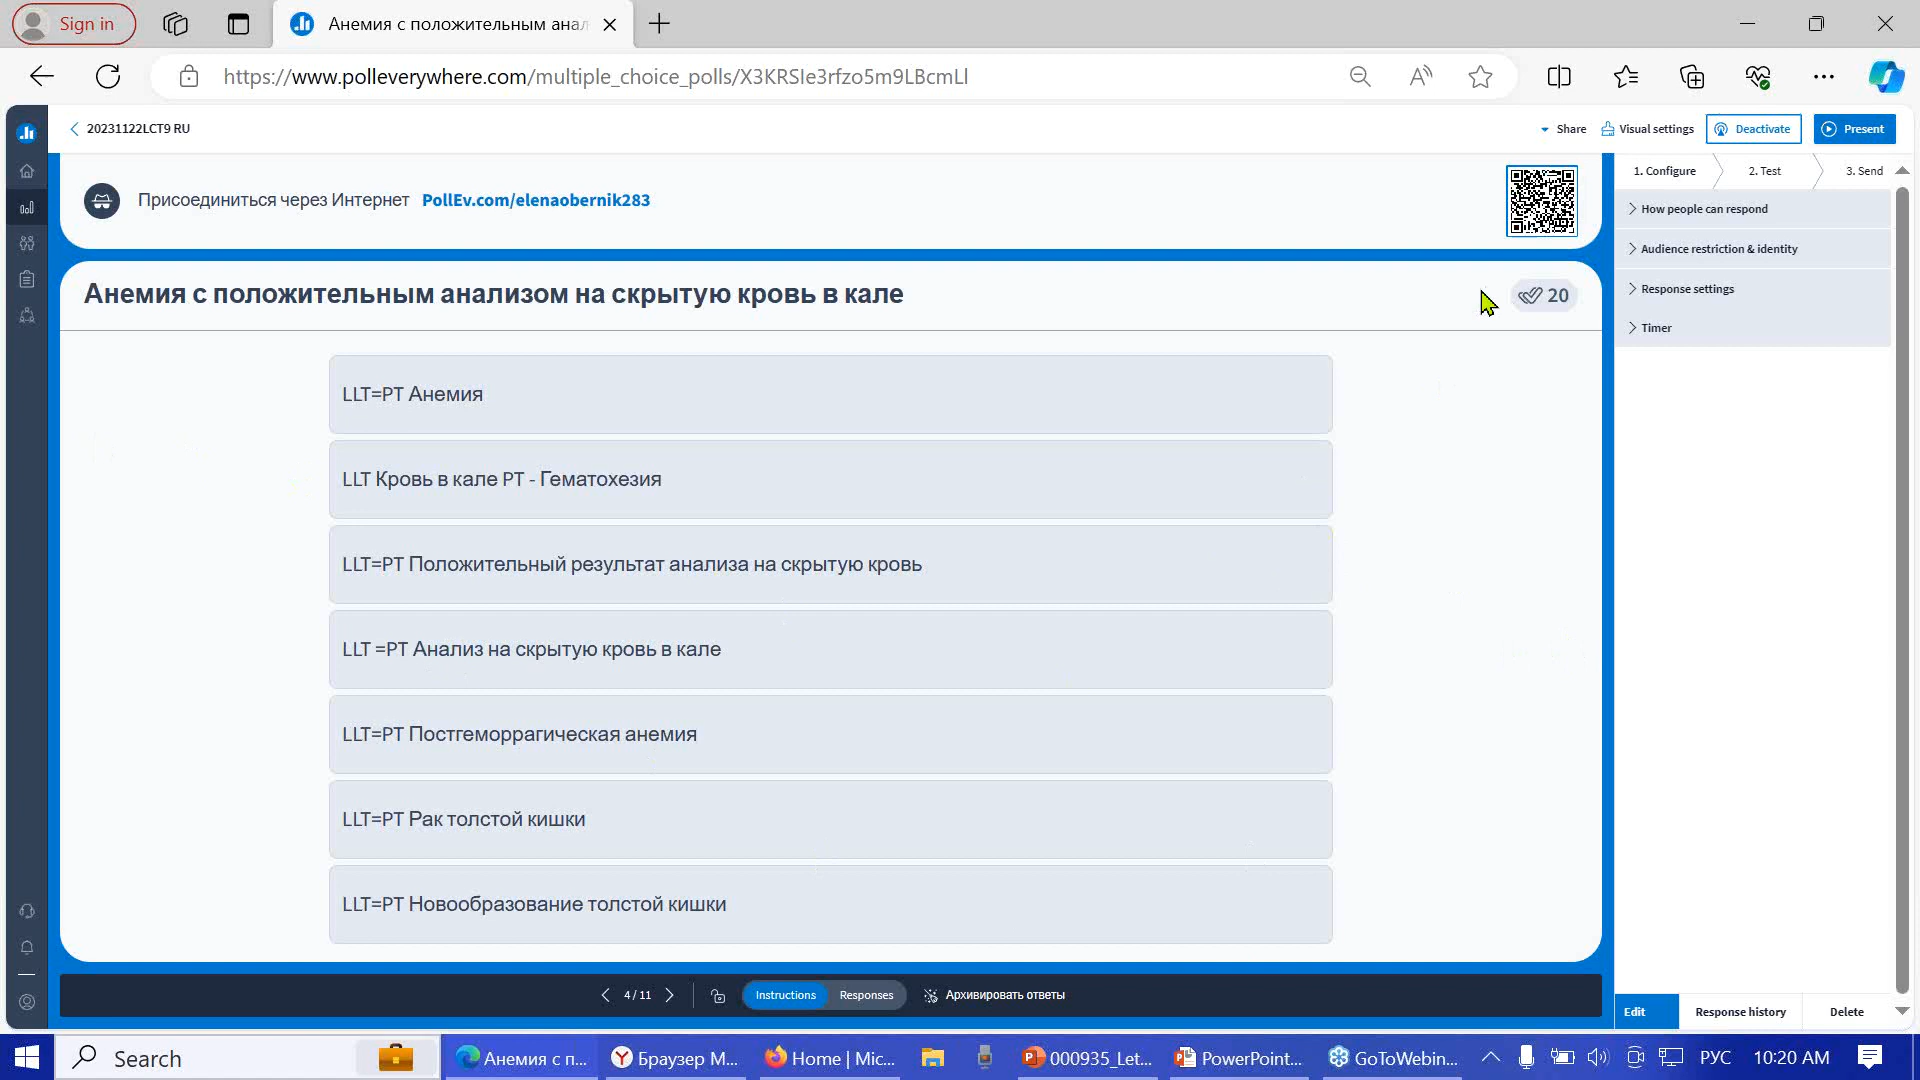 Sign in
Анемия с положительным анал
https://www.polleverywhere.com/multiple_choice_polls/X3KRSIe3rfzo5m9LBcmLl
20231122LCT9 RU
Share
Visual settings
Deactivate
Present
Присоединиться через Интернет PollEv.com/elenaobernik283
1. Configure
2. Test
3. Send
How people can respond
Audience restriction & identity
Response settings
Timer
Анемия с положительным анализом на скрытую кровь в кале
20
LLT=PT Анемия
LLT Кровь в кале PT - Гематохезия
LLT=PT Положительный результат анализа на скрытую кровь
LLT =PT Анализ на скрытую кровь в кале
LLT=PT Постгеморрагическая анемия
LLT=PT Рак толстой кишки
LLT=PT Новообразование толстой кишки
4 / 11
Instructions
Responses
Архивировать ответы
Edit
Response history
Delete
Search
Анемия с п...
Браузер M...
Home | Mic...
000935_Let...
PowerPoint...
GoToWebin...
РУС
10:20 AM